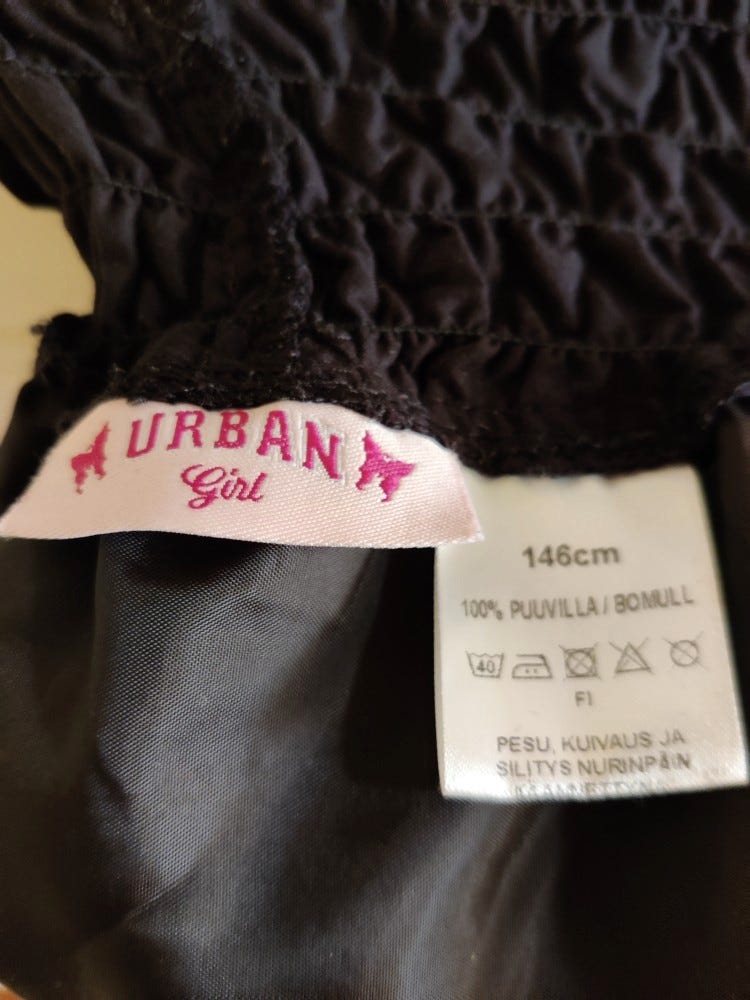 URBAN
Girl
146cm
100% PUUVILLA / BOMULL
40
FI
PESU, KUIVAUS JA
SILITYS NURINPÄIN